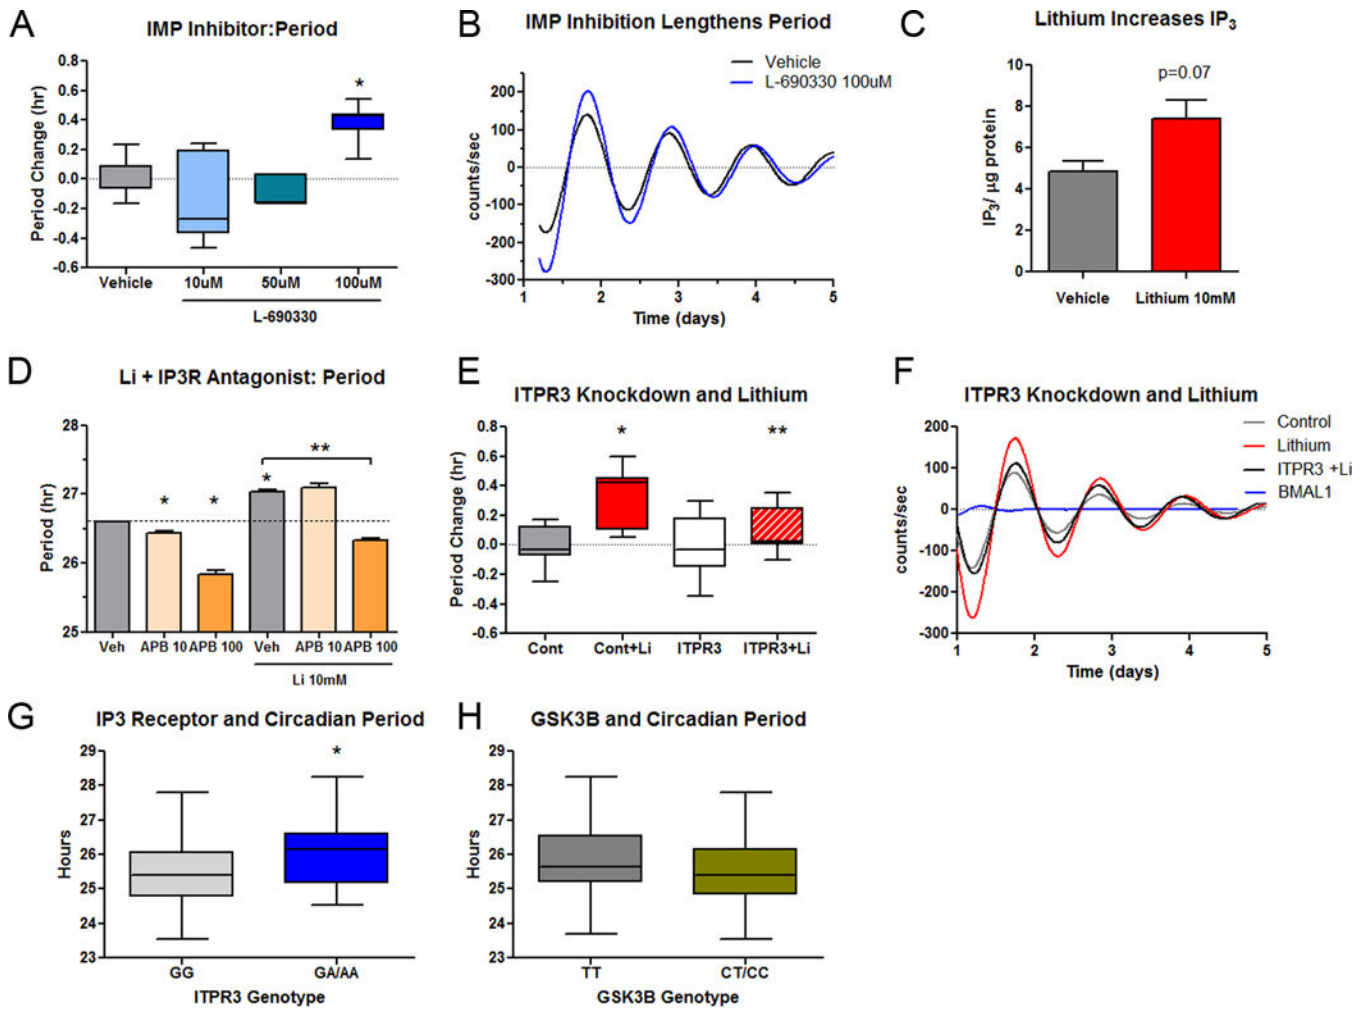 A
IMP Inhibitor:Period
Period Change (hr)
0.8
0.6
0.4
0.2
0.0
-0.2
-0.4
-0.6
*
Vehicle 10uM 50uM 100uM
L-690330
B
IMP Inhibition Lengthens Period
Vehicle
L-690330 100uM
counts/sec
200
100
0
-100
-200
-300
1 2 3 4 5
Time (days)
C
Lithium Increases IP3
IP3/ µg protein
10
8
6
4
2
0
p=0.07
Vehicle Lithium 10mM
D
Li + IP3R Antagonist: Period
Period (hr)
28
27
26
25
* * * **
Veh APB 10 APB 100 Veh APB 10 APB 100
Li 10mM
E
ITPR3 Knockdown and Lithium
Period Change (hr)
0.8
0.6
0.4
0.2
0.0
-0.2
-0.4
-0.6
* **
Cont Cont+Li ITPR3 ITPR3+Li
F
ITPR3 Knockdown and Lithium
Control
Lithium
ITPR3 +Li
BMAL1
counts/sec
200
100
0
-100
-200
-300
1 2 3 4 5
Time (days)
G
IP3 Receptor and Circadian Period
Hours
29
28
27
26
25
24
23
*
GG GA/AA
ITPR3 Genotype
H
GSK3B and Circadian Period
Hours
29
28
27
26
25
24
23
TT CT/CC
GSK3B Genotype